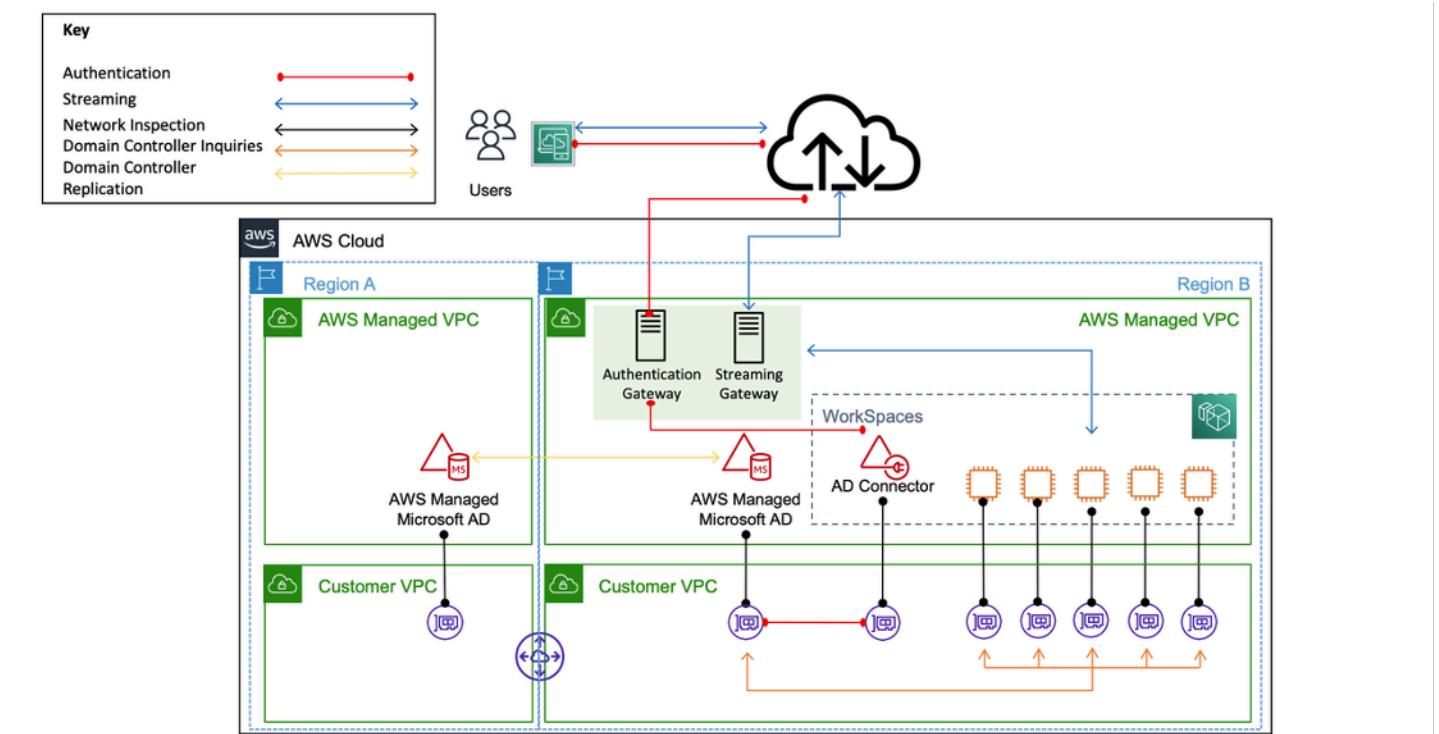 Key
Authentication
Streaming
Network Inspection
Domain Controller Inquiries
Domain Controller
Replication
Users
aws
AWS Cloud
Region A
Region B
AWS Managed VPC
AWS Managed VPC
Authentication
Gateway
Streaming
Gateway
WorkSpaces
MS
AWS Managed
Microsoft AD
MS
AWS Managed
Microsoft AD
AD Connector
Customer VPC
Customer VPC